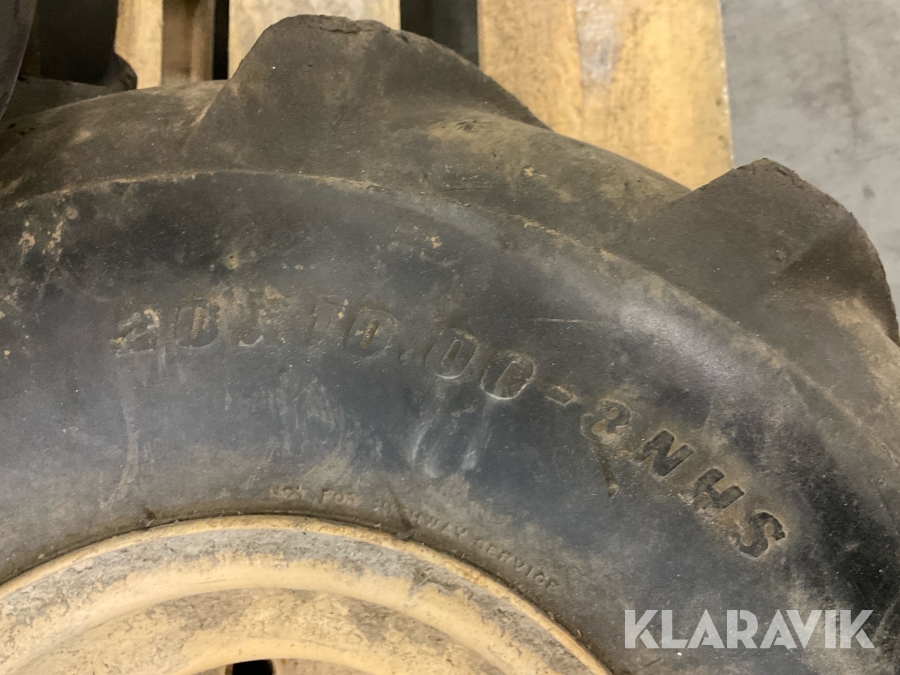 20X10.00-8 NHS
NOT FOR HIGHWAY SERVICE
KLARAVIK